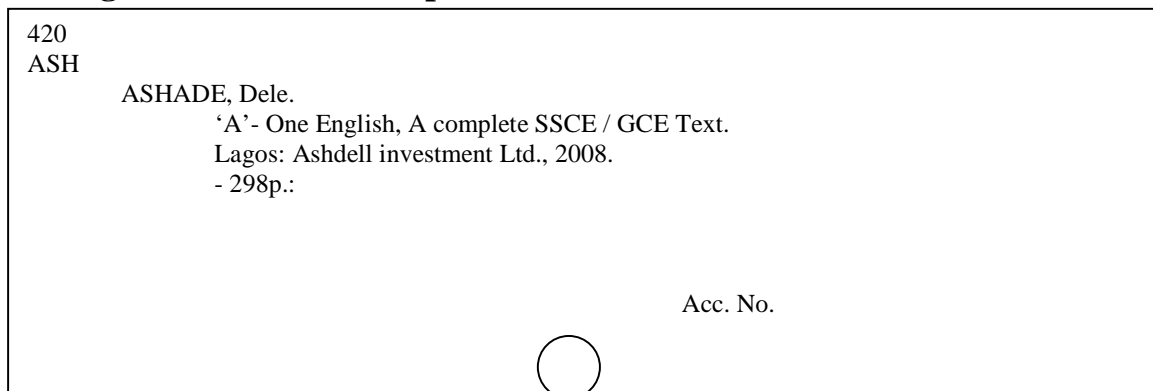 420
ASH
ASHADE, Dele.
‘A’- One English, A complete SSCE / GCE Text.
Lagos: Ashdell investment Ltd., 2008.
- 298p.:
Acc. No.